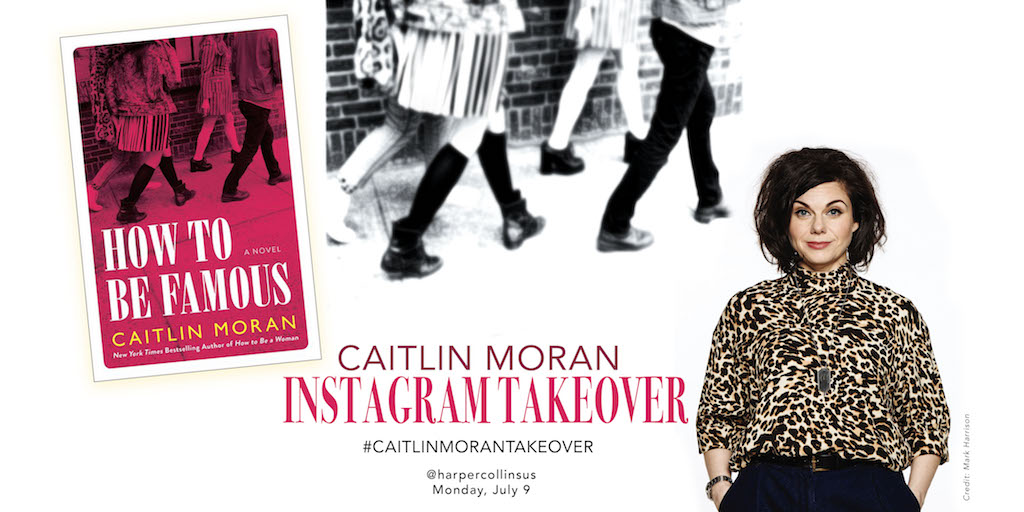 HOW TO
A NOVEL
BE FAMOUS
CAITLIN MORAN
New York Times Bestselling Author of How to Be a Woman
CAITLIN MORAN
INSTAGRAM TAKEOVER
#CAITLINMORANTAKEOVER
@harpercollinsus
Monday, July 9
Credit: Mark Harrison